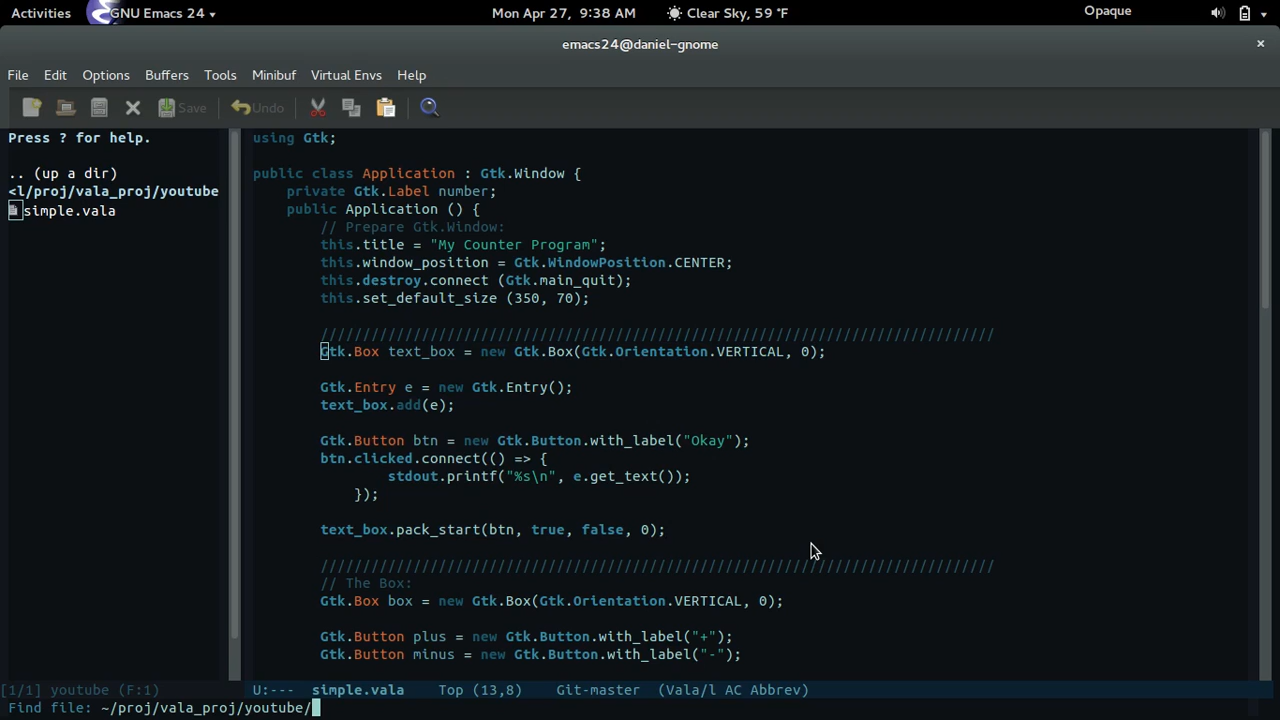 Activities
GNU Emacs 24
Mon Apr 27, 9:38 AM
Clear Sky, 59 °F
Opaque
emacs24@daniel-gnome
×
File Edit Options Buffers Tools Minibuf Virtual Envs Help
Save
Undo
Press ? for help.
.. (up a dir)
<l/proj/vala_proj/youtube
simple.vala
using Gtk;
public class Application : Gtk.Window {
    private Gtk.Label number;
    public Application () {
        // Prepare Gtk.Window:
        this.title = "My Counter Program";
        this.window_position = Gtk.WindowPosition.CENTER;
        this.destroy.connect (Gtk.main_quit);
        this.set_default_size (350, 70);
        ////////////////////////////////////////////////////////////////////////////////
        Gtk.Box text_box = new Gtk.Box(Gtk.Orientation.VERTICAL, 0);
        Gtk.Entry e = new Gtk.Entry();
        text_box.add(e);
        Gtk.Button btn = new Gtk.Button.with_label("Okay");
        btn.clicked.connect(() => {
                stdout.printf("%s\n", e.get_text());
            });
        text_box.pack_start(btn, true, false, 0);
        ////////////////////////////////////////////////////////////////////////////////
        // The Box:
        Gtk.Box box = new Gtk.Box(Gtk.Orientation.VERTICAL, 0);
        Gtk.Button plus = new Gtk.Button.with_label("+");
        Gtk.Button minus = new Gtk.Button.with_label("-");
[1/1] youtube (F:1)
U:--- simple.vala Top (13,8) Git-master (Vala/l AC Abbrev)
Find file: ~/proj/vala_proj/youtube/